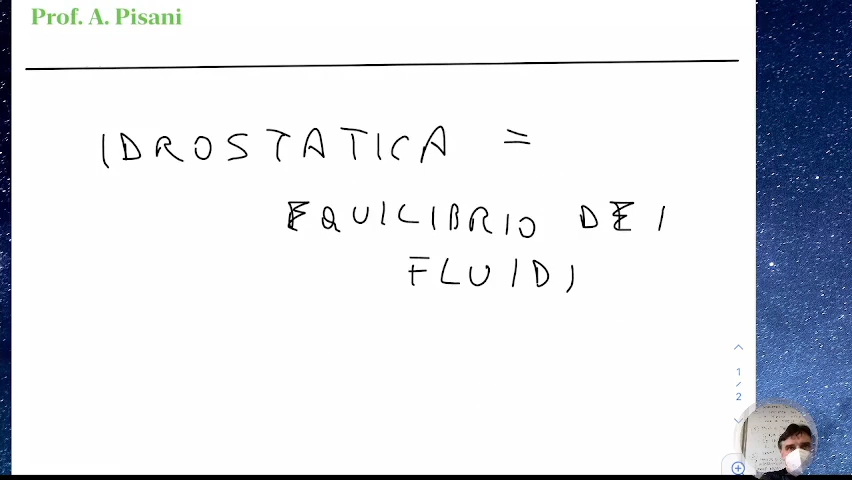 Prof. A. Pisani
IDROSTATICA =
EQUILIBRIO DEI
FLUIDI
1
/
2